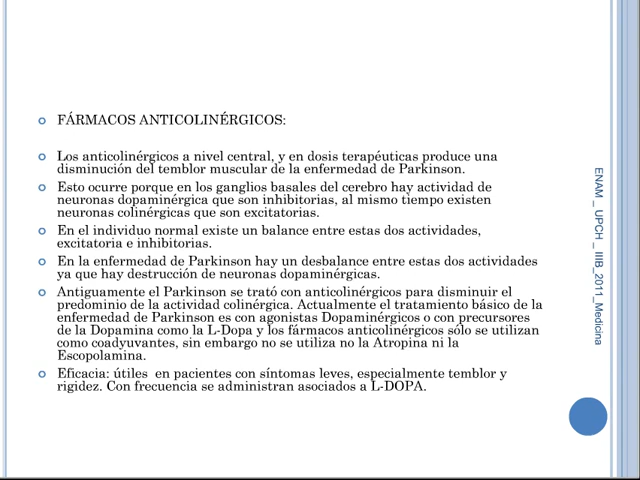 FÁRMACOS ANTICOLINÉRGICOS:
Los anticolinérgicos a nivel central, y en dosis terapéuticas produce una
disminución del temblor muscular de la enfermedad de Parkinson.
Esto ocurre porque en los ganglios basales del cerebro hay actividad de
neuronas dopaminérgica que son inhibitorias, al mismo tiempo existen
neuronas colinérgicas que son excitatorias.
En el individuo normal existe un balance entre estas dos actividades,
excitatoria e inhibitorias.
En la enfermedad de Parkinson hay un desbalance entre estas dos actividades
ya que hay destrucción de neuronas dopaminérgicas.
Antiguamente el Parkinson se trató con anticolinérgicos para disminuir el
predominio de la actividad colinérgica. Actualmente el tratamiento básico de la
enfermedad de Parkinson es con agonistas Dopaminérgicos o con precursores
de la Dopamina como la L-Dopa y los fármacos anticolinérgicos sólo se utilizan
como coadyuvantes, sin embargo no se utiliza no la Atropina ni la
Escopolamina.
Eficacia: útiles en pacientes con síntomas leves, especialmente temblor y
rigidez. Con frecuencia se administran asociados a L-DOPA.
ENAM _ UPCH _ IIIB_2011_Medicina